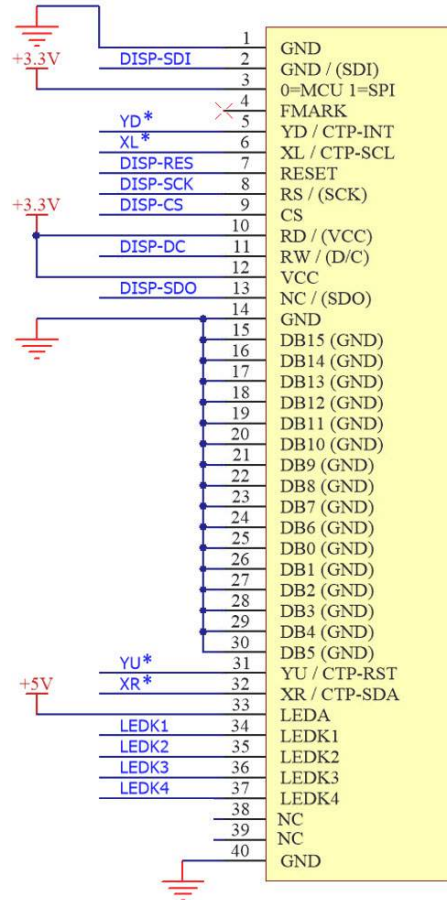 1 GND
DISP-SDI 2 GND / (SDI)
+3.3V 3 0=MCU 1=SPI
4 FMARK
YD* 5 YD / CTP-INT
XL* 6 XL / CTP-SCL
DISP-RES 7 RESET
DISP-SCK 8 RS / (SCK)
DISP-CS 9 CS
+3.3V 10 RD / (VCC)
DISP-DC 11 RW / (D/C)
12 VCC
DISP-SDO 13 NC / (SDO)
14 GND
15 DB15 (GND)
16 DB14 (GND)
17 DB13 (GND)
18 DB12 (GND)
19 DB11 (GND)
20 DB10 (GND)
21 DB9 (GND)
22 DB8 (GND)
23 DB7 (GND)
24 DB6 (GND)
25 DB0 (GND)
26 DB1 (GND)
27 DB2 (GND)
28 DB3 (GND)
29 DB4 (GND)
30 DB5 (GND)
YU* 31 YU / CTP-RST
XR* 32 XR / CTP-SDA
+5V 33 LEDA
LEDK1 34 LEDK1
LEDK2 35 LEDK2
LEDK3 36 LEDK3
LEDK4 37 LEDK4
38 NC
39 NC
40 GND